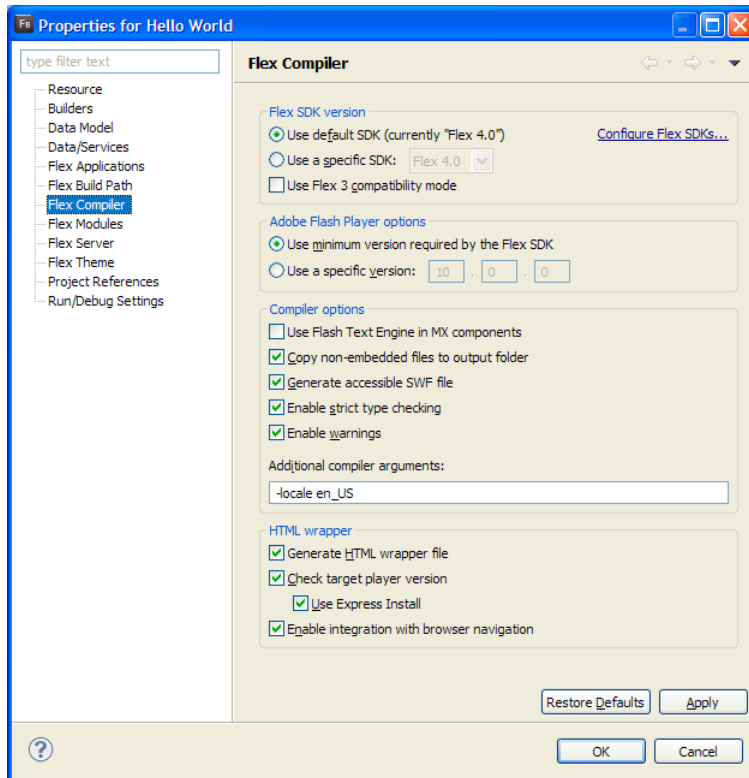 FB Properties for Hello World
type filter text
Resource
Builders
Data Model
Data/Services
Flex Applications
Flex Build Path
Flex Compiler
Flex Modules
Flex Server
Flex Theme
Project References
Run/Debug Settings
Flex Compiler
Flex SDK version
Use default SDK (currently "Flex 4.0") Configure Flex SDKs...
Use a specific SDK: Flex 4.0
Use Flex 3 compatibility mode
Adobe Flash Player options
Use minimum version required by the Flex SDK
Use a specific version: 10 . 0 . 0
Compiler options
Use Flash Text Engine in MX components
Copy non-embedded files to output folder
Generate accessible SWF file
Enable strict type checking
Enable warnings
Additional compiler arguments:
-locale en_US
HTML wrapper
Generate HTML wrapper file
Check target player version
Use Express Install
Enable integration with browser navigation
Restore Defaults Apply
? OK Cancel